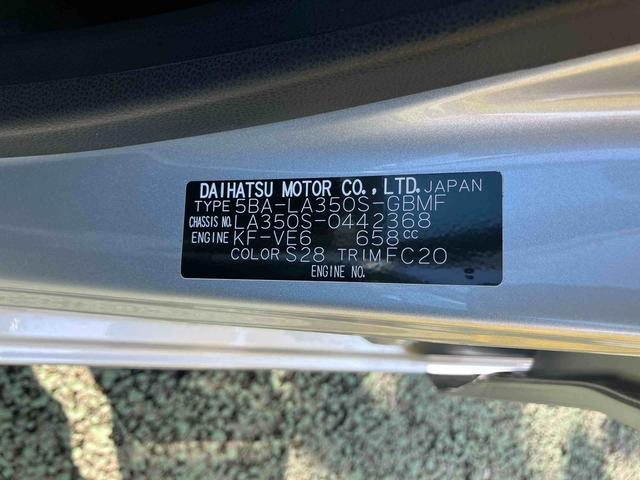 DAIHATSU MOTOR CO.,LTD. JAPAN
TYPE 5BA-LA350S-GBMF
CHASSIS NO. LA350S-0442368
ENGINE KF-VE6 658cc
COLOR S28 TRIM FC20
ENGINE NO.